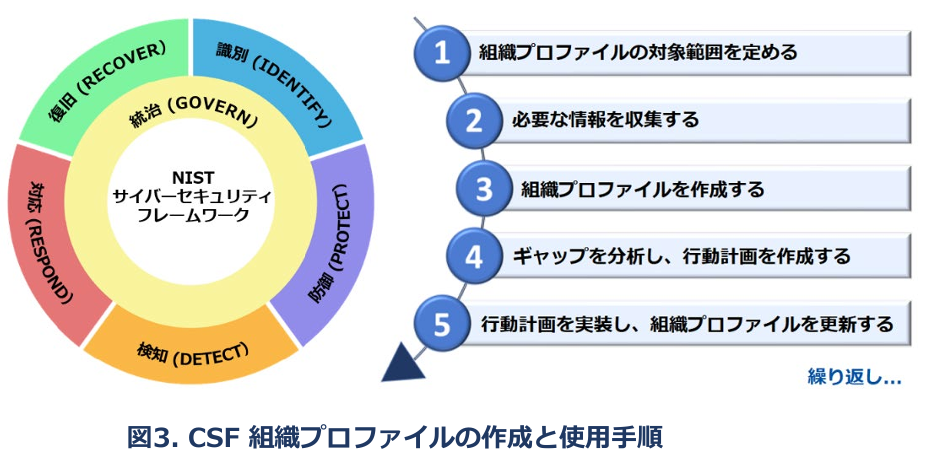 復旧 (RECOVER)
識別 (IDENTIFY)
統治 (GOVERN)
NIST
サイバーセキュリティ
フレームワーク
対応 (RESPOND)
防御 (PROTECT)
検知 (DETECT)
1 組織プロファイルの対象範囲を定める
2 必要な情報を収集する
3 組織プロファイルを作成する
4 ギャップを分析し、行動計画を作成する
5 行動計画を実装し、組織プロファイルを更新する
繰り返し...
図3. CSF 組織プロファイルの作成と使用手順